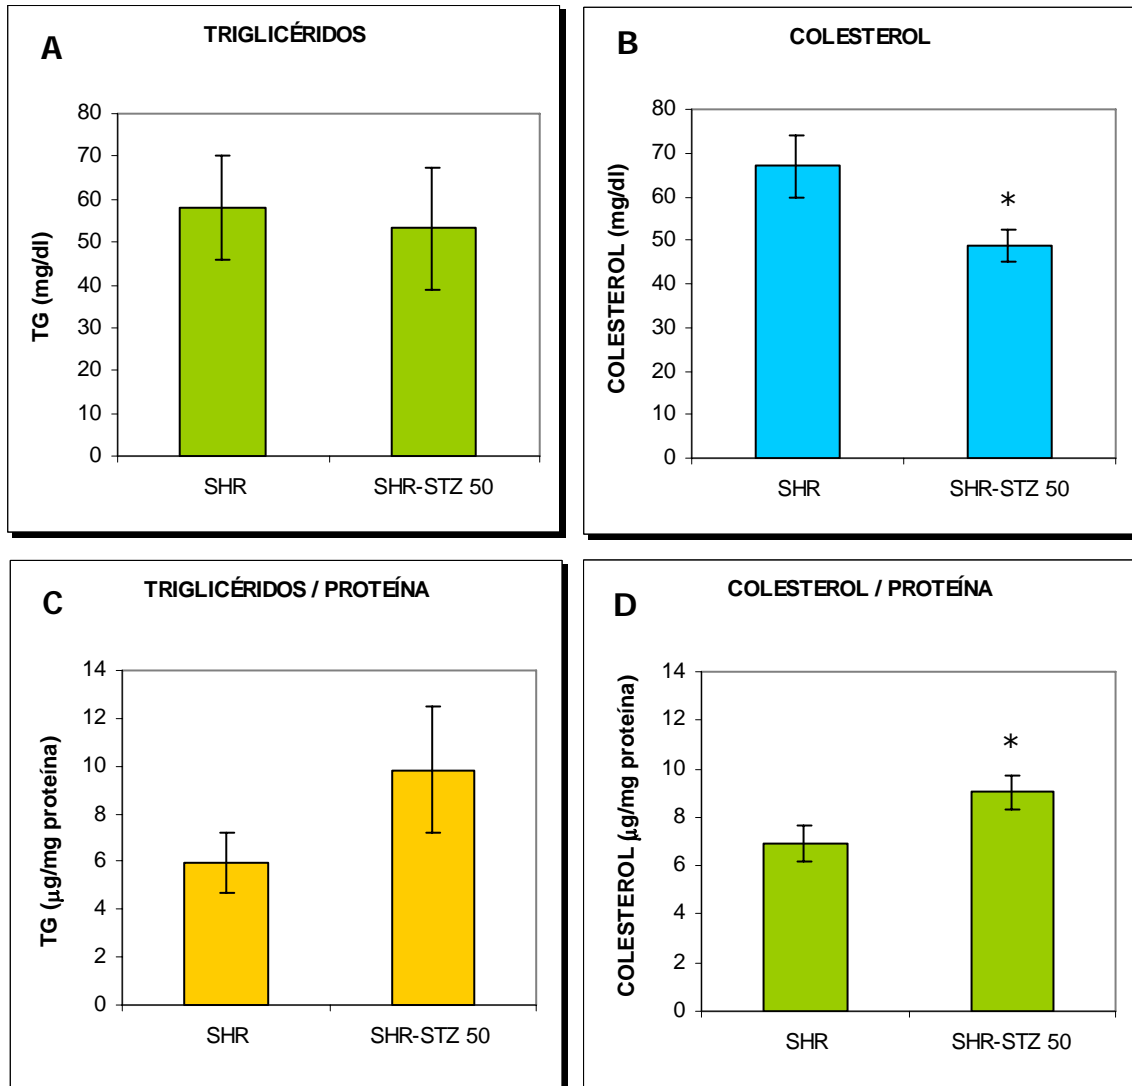 A
TRIGLICÉRIDOS
TG (mg/dl)
80
70
60
50
40
30
20
10
0
SHR
SHR-STZ 50
B
COLESTEROL
COLESTEROL (mg/dl)
80
70
60
50
40
30
20
10
0
*
SHR
SHR-STZ 50
C
TRIGLICÉRIDOS / PROTEÍNA
TG (µg/mg proteína)
14
12
10
8
6
4
2
0
SHR
SHR-STZ 50
D
COLESTEROL / PROTEÍNA
COLESTEROL (µg/mg proteína)
14
12
10
8
6
4
2
0
*
SHR
SHR-STZ 50